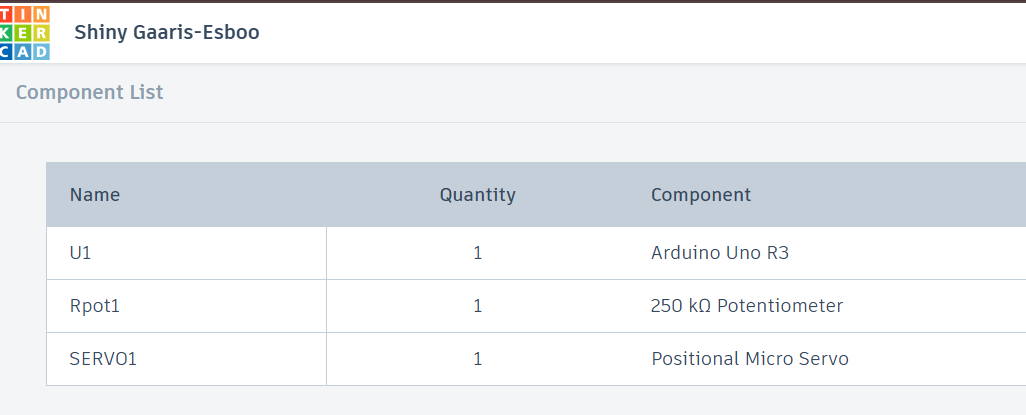 TIN
KER
CAD
Shiny Gaaris-Esboo
Component List
Name Quantity Component
U1 1 Arduino Uno R3
Rpot1 1 250 kΩ Potentiometer
SERVO1 1 Positional Micro Servo